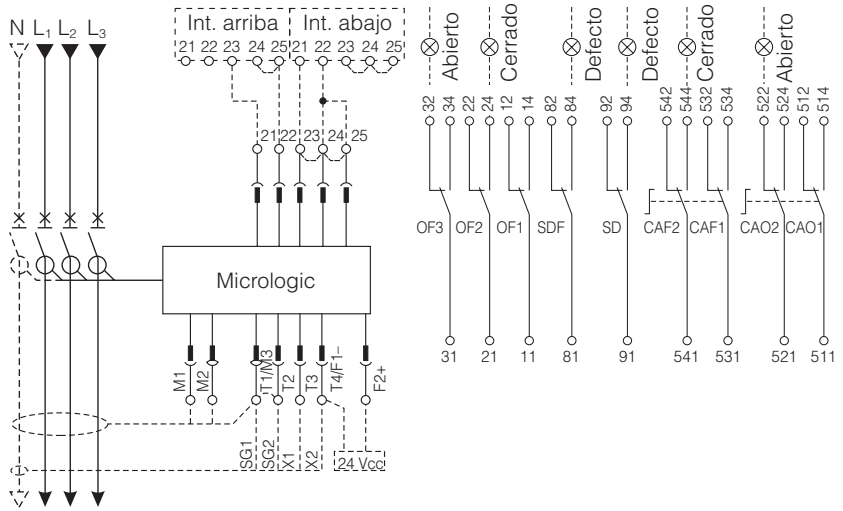 N L1 L2 L3
Int. arriba Int. abajo
21 22 23 24 25 21 22 23 24 25
21 22 23 24 25
Micrologic
M1 M2 T1/M3 T2 T3 T4/F1– F2+
SG1 SG2 X1 X2
24 Vcc
Abierto Cerrado Defecto Defecto Cerrado Abierto
32 34 22 24 12 14 82 84 92 94 542 544 532 534 522 524 512 514
OF3 OF2 OF1 SDF SD CAF2 CAF1 CAO2 CAO1
31 21 11 81 91 541 531 521 511